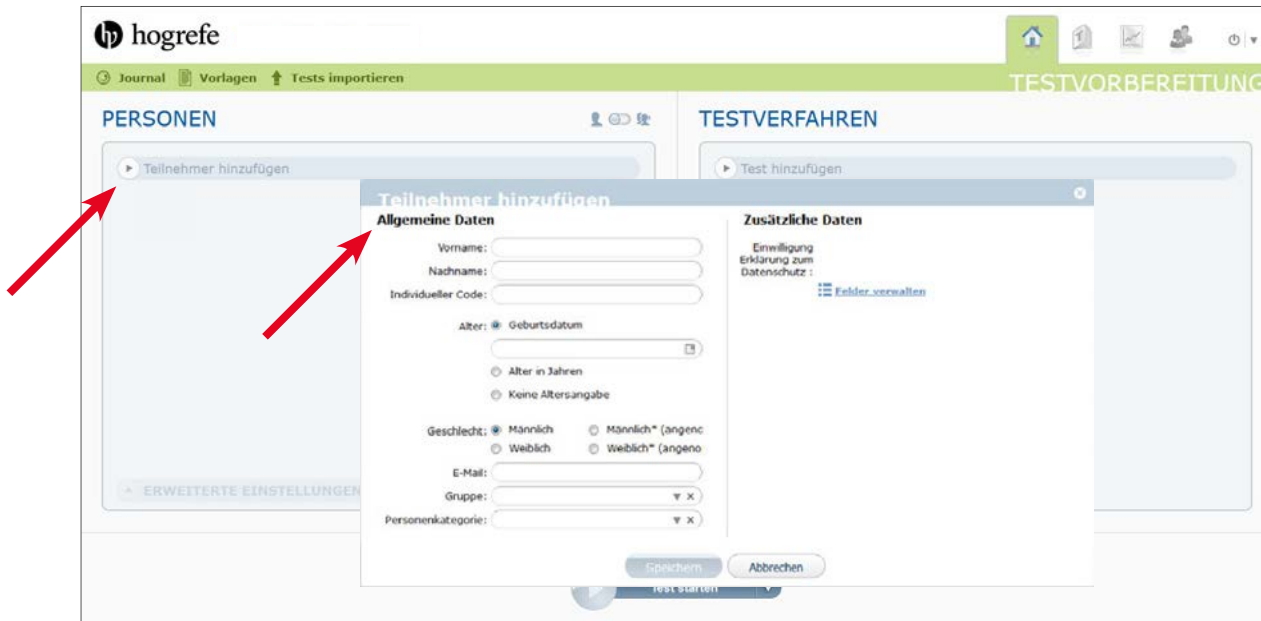 hogrefe
Journal Vorlagen Tests importieren
TESTVORBEREITUNG
PERSONEN
TESTVERFAHREN
Teilnehmer hinzufügen
Test hinzufügen
Teilnehmer hinzufügen
Allgemeine Daten
Zusätzliche Daten
Vorname:
Nachname:
Individueller Code:
Alter: Geburtsdatum
Alter in Jahren
Keine Altersangabe
Geschlecht: Männlich Männlich* (angenc
Weiblich Weiblich* (angeno
E-Mail:
Gruppe:
Personenkategorie:
Einwilligung
Erklärung zum
Datenschutz :
Felder verwalten
ERWEITERTE EINSTELLUNGEN
Speichern Abbrechen
Test starten